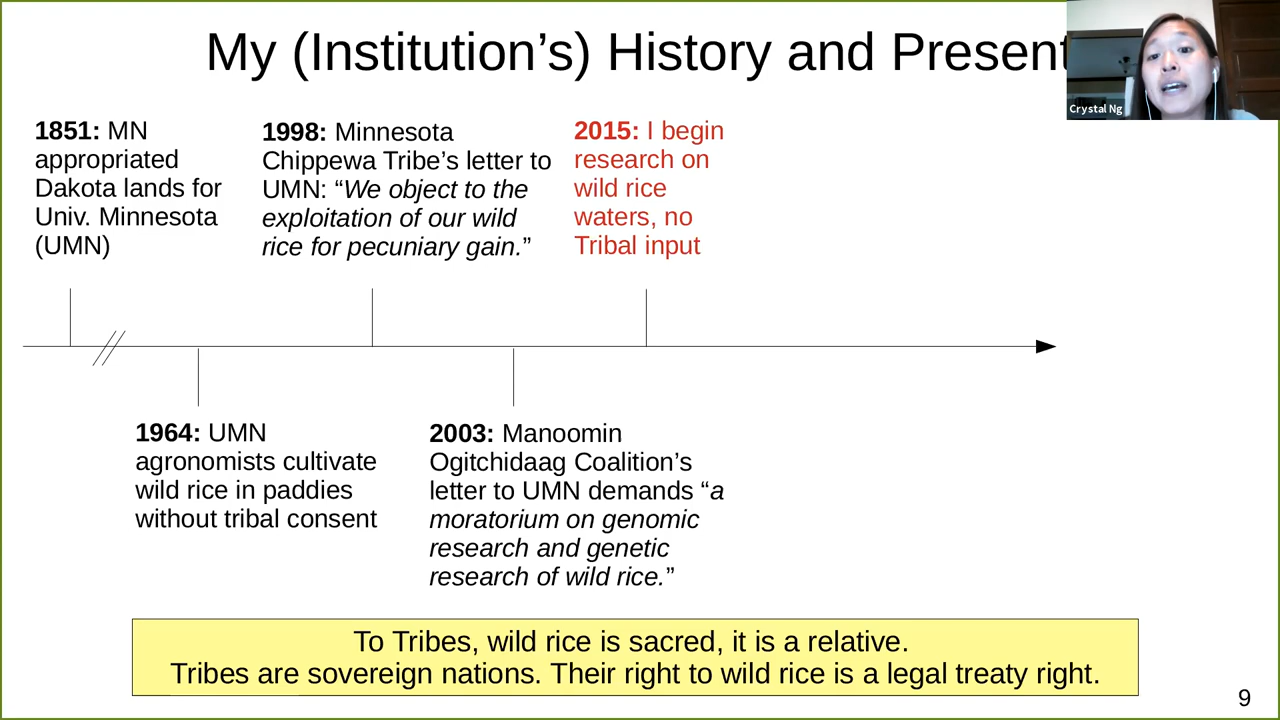 My (Institution’s) History and Present
Crystal Ng
1851: MN
appropriated
Dakota lands for
Univ. Minnesota
(UMN)
1998: Minnesota
Chippewa Tribe’s letter to
UMN: “We object to the
exploitation of our wild
rice for pecuniary gain.”
2015: I begin
research on
wild rice
waters, no
Tribal input
1964: UMN
agronomists cultivate
wild rice in paddies
without tribal consent
2003: Manoomin
Ogitchidaag Coalition’s
letter to UMN demands “a
moratorium on genomic
research and genetic
research of wild rice.”
To Tribes, wild rice is sacred, it is a relative.
Tribes are sovereign nations. Their right to wild rice is a legal treaty right.
9